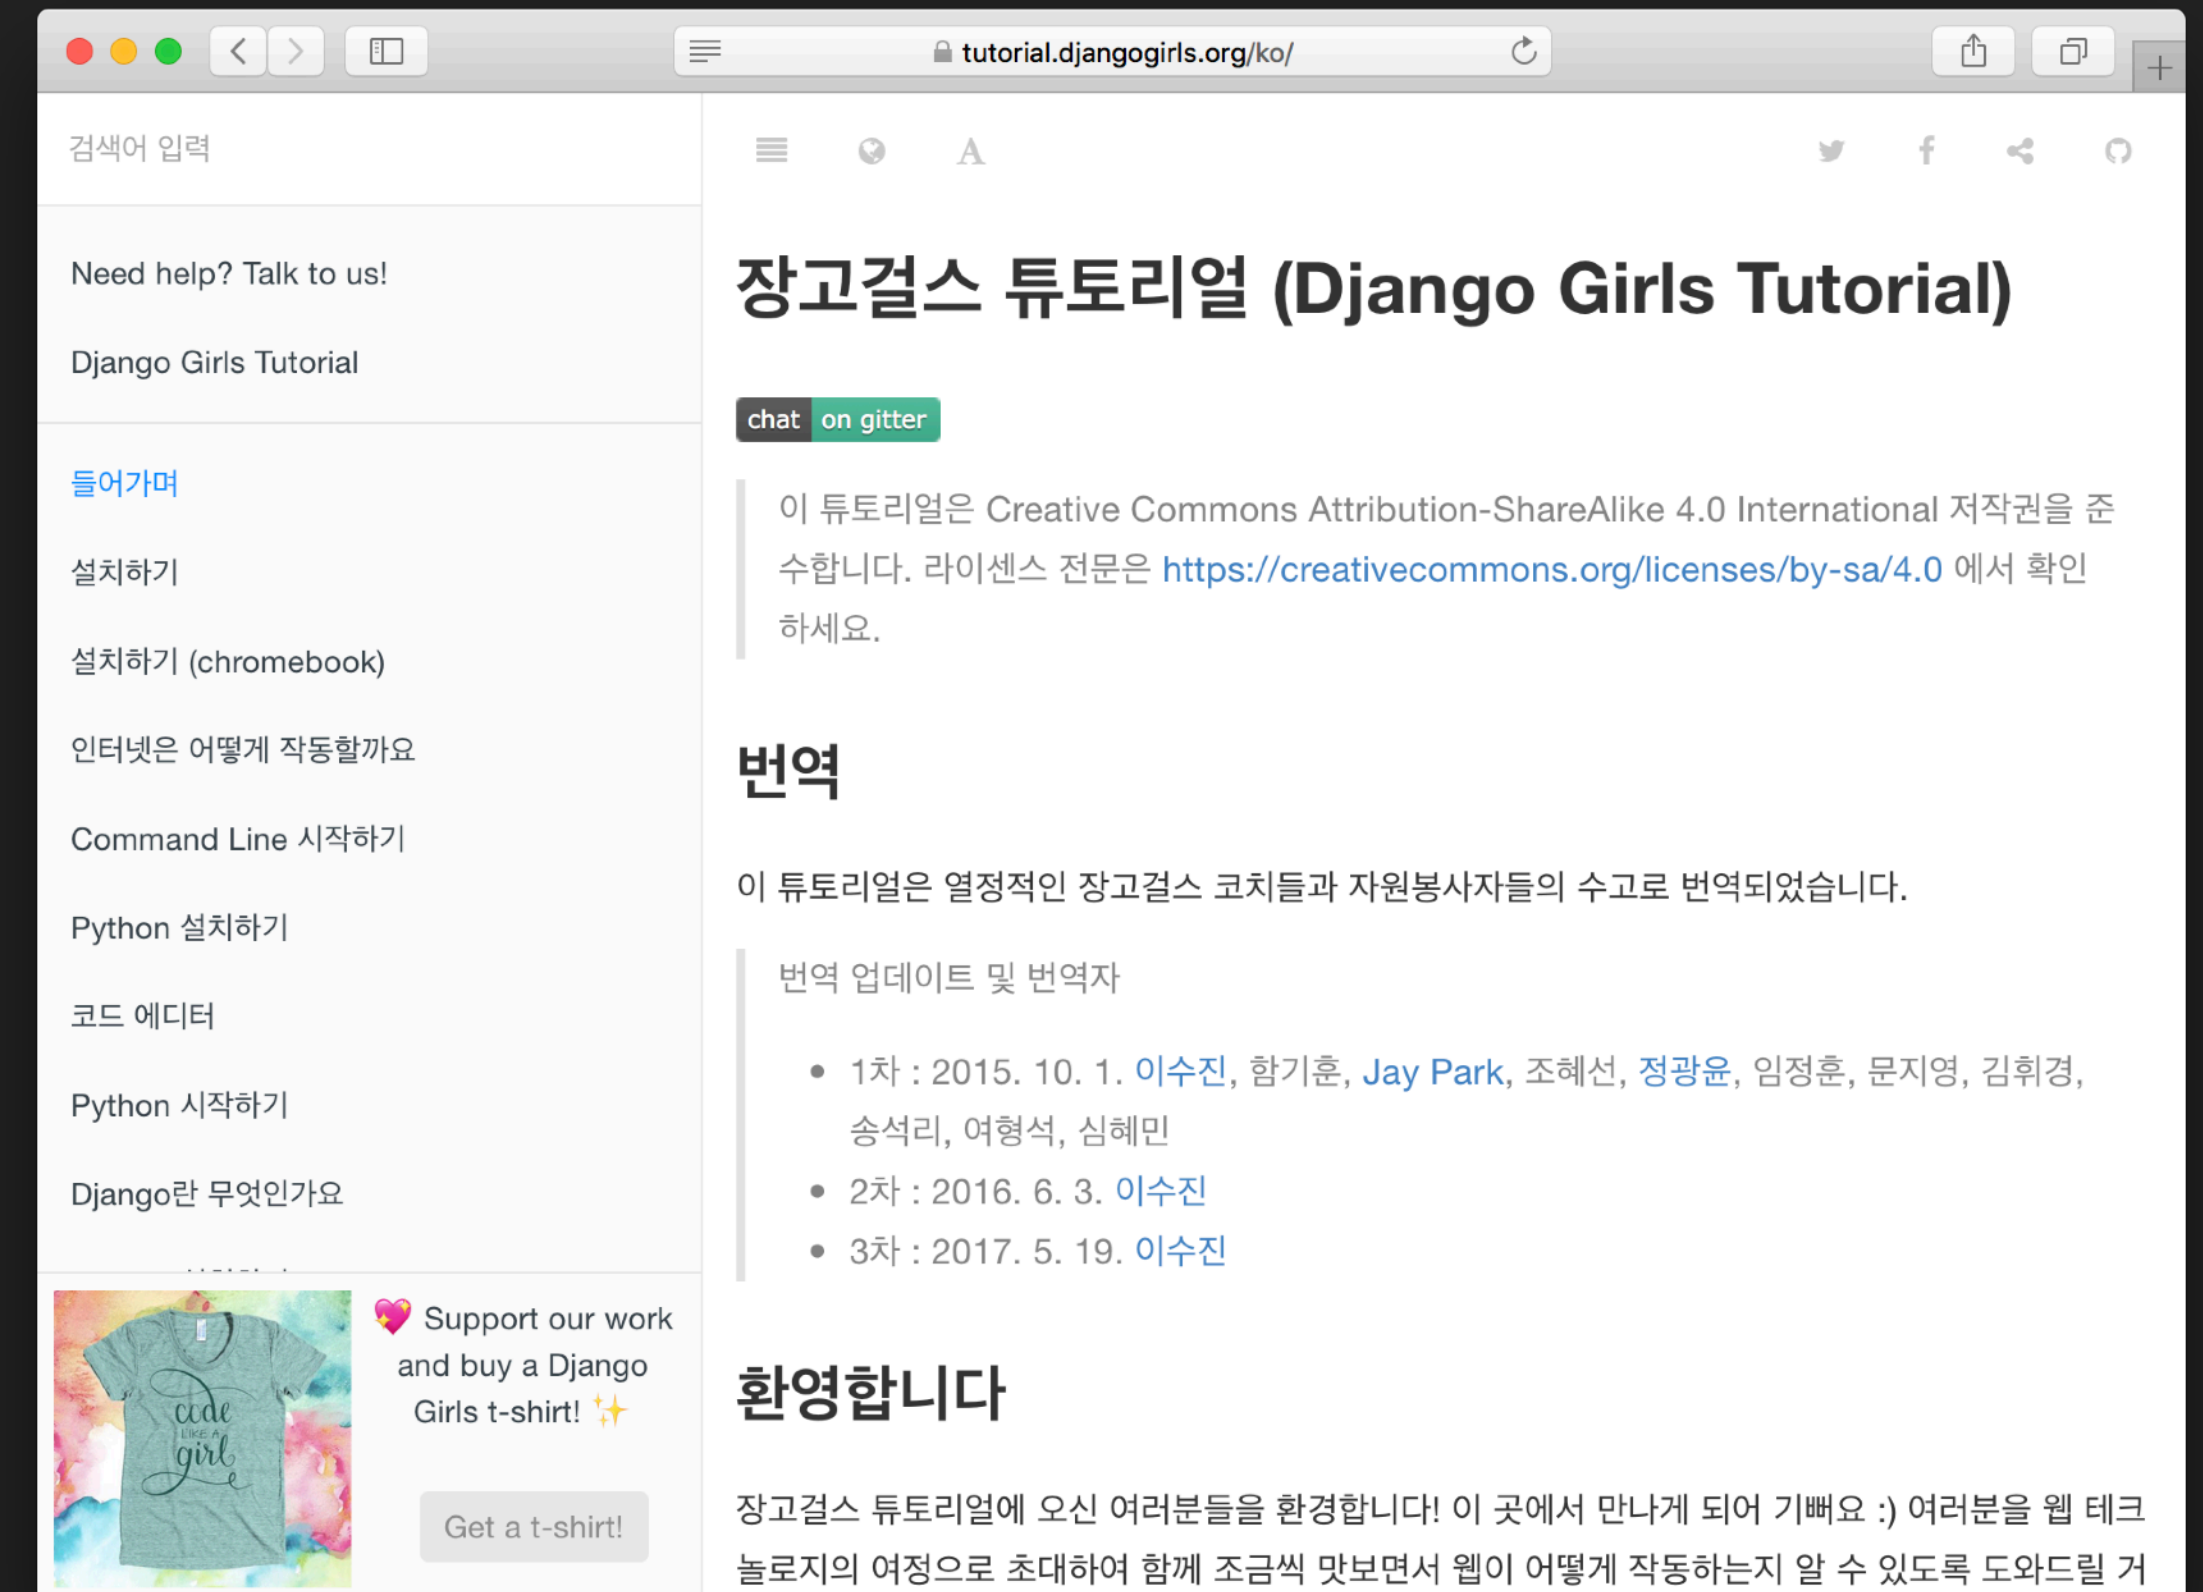 tutorial.djangogirls.org/ko/
검색어 입력
Need help? Talk to us!
Django Girls Tutorial
들어가며
설치하기
설치하기 (chromebook)
인터넷은 어떻게 작동할까요
Command Line 시작하기
Python 설치하기
코드 에디터
Python 시작하기
Django란 무엇인가요
code
LIKE A
girl
💖 Support our work
and buy a Django
Girls t-shirt! ✨
Get a t-shirt!
A
장고걸스 튜토리얼 (Django Girls Tutorial)
chat on gitter
이 튜토리얼은 Creative Commons Attribution-ShareAlike 4.0 International 저작권을 준
수합니다. 라이센스 전문은 https://creativecommons.org/licenses/by-sa/4.0 에서 확인
하세요.
번역
이 튜토리얼은 열정적인 장고걸스 코치들과 자원봉사자들의 수고로 번역되었습니다.
번역 업데이트 및 번역자
• 1차 : 2015. 10. 1. 이수진, 함기훈, Jay Park, 조혜선, 정광윤, 임정훈, 문지영, 김휘경,
송석리, 여형석, 심혜민
• 2차 : 2016. 6. 3. 이수진
• 3차 : 2017. 5. 19. 이수진
환영합니다
장고걸스 튜토리얼에 오신 여러분들을 환경합니다! 이 곳에서 만나게 되어 기뻐요 :) 여러분을 웹 테크
놀로지의 여정으로 초대하여 함께 조금씩 맛보면서 웹이 어떻게 작동하는지 알 수 있도록 도와드릴 거